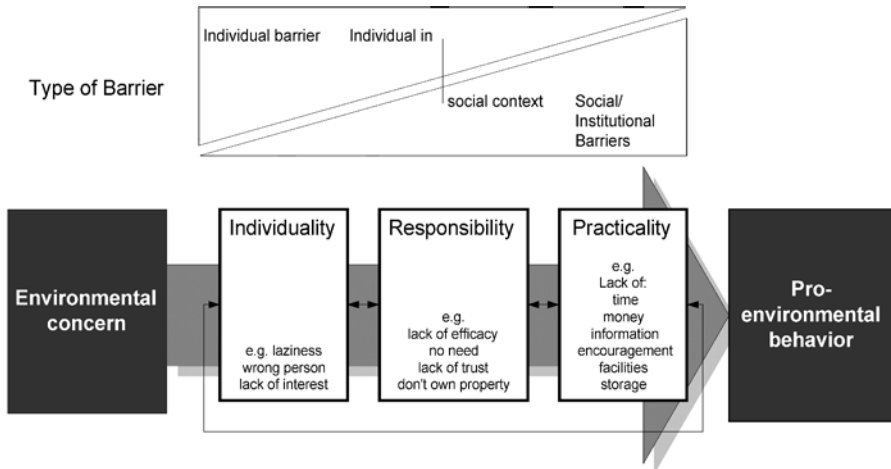 Individual barrier
Individual in
Type of Barrier
social context
Social/
Institutional
Barriers
Environmental
concern
Individuality
e.g. laziness
wrong person
lack of interest
Responsibility
e.g.
lack of efficacy
no need
lack of trust
don't own property
Practicality
e.g.
Lack of:
time
money
information
encouragement
facilities
storage
Pro-
environmental
behavior